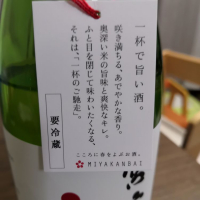 一杯で旨い酒。
咲き満ちる、あでやかな香り。
奥深い米の旨味と爽快なキレ。
ふと目を閉じて味わいたくなる、
それは、「一杯のご馳走」。
要冷蔵
こころに春をよぶお酒。
MIYAKANBAI